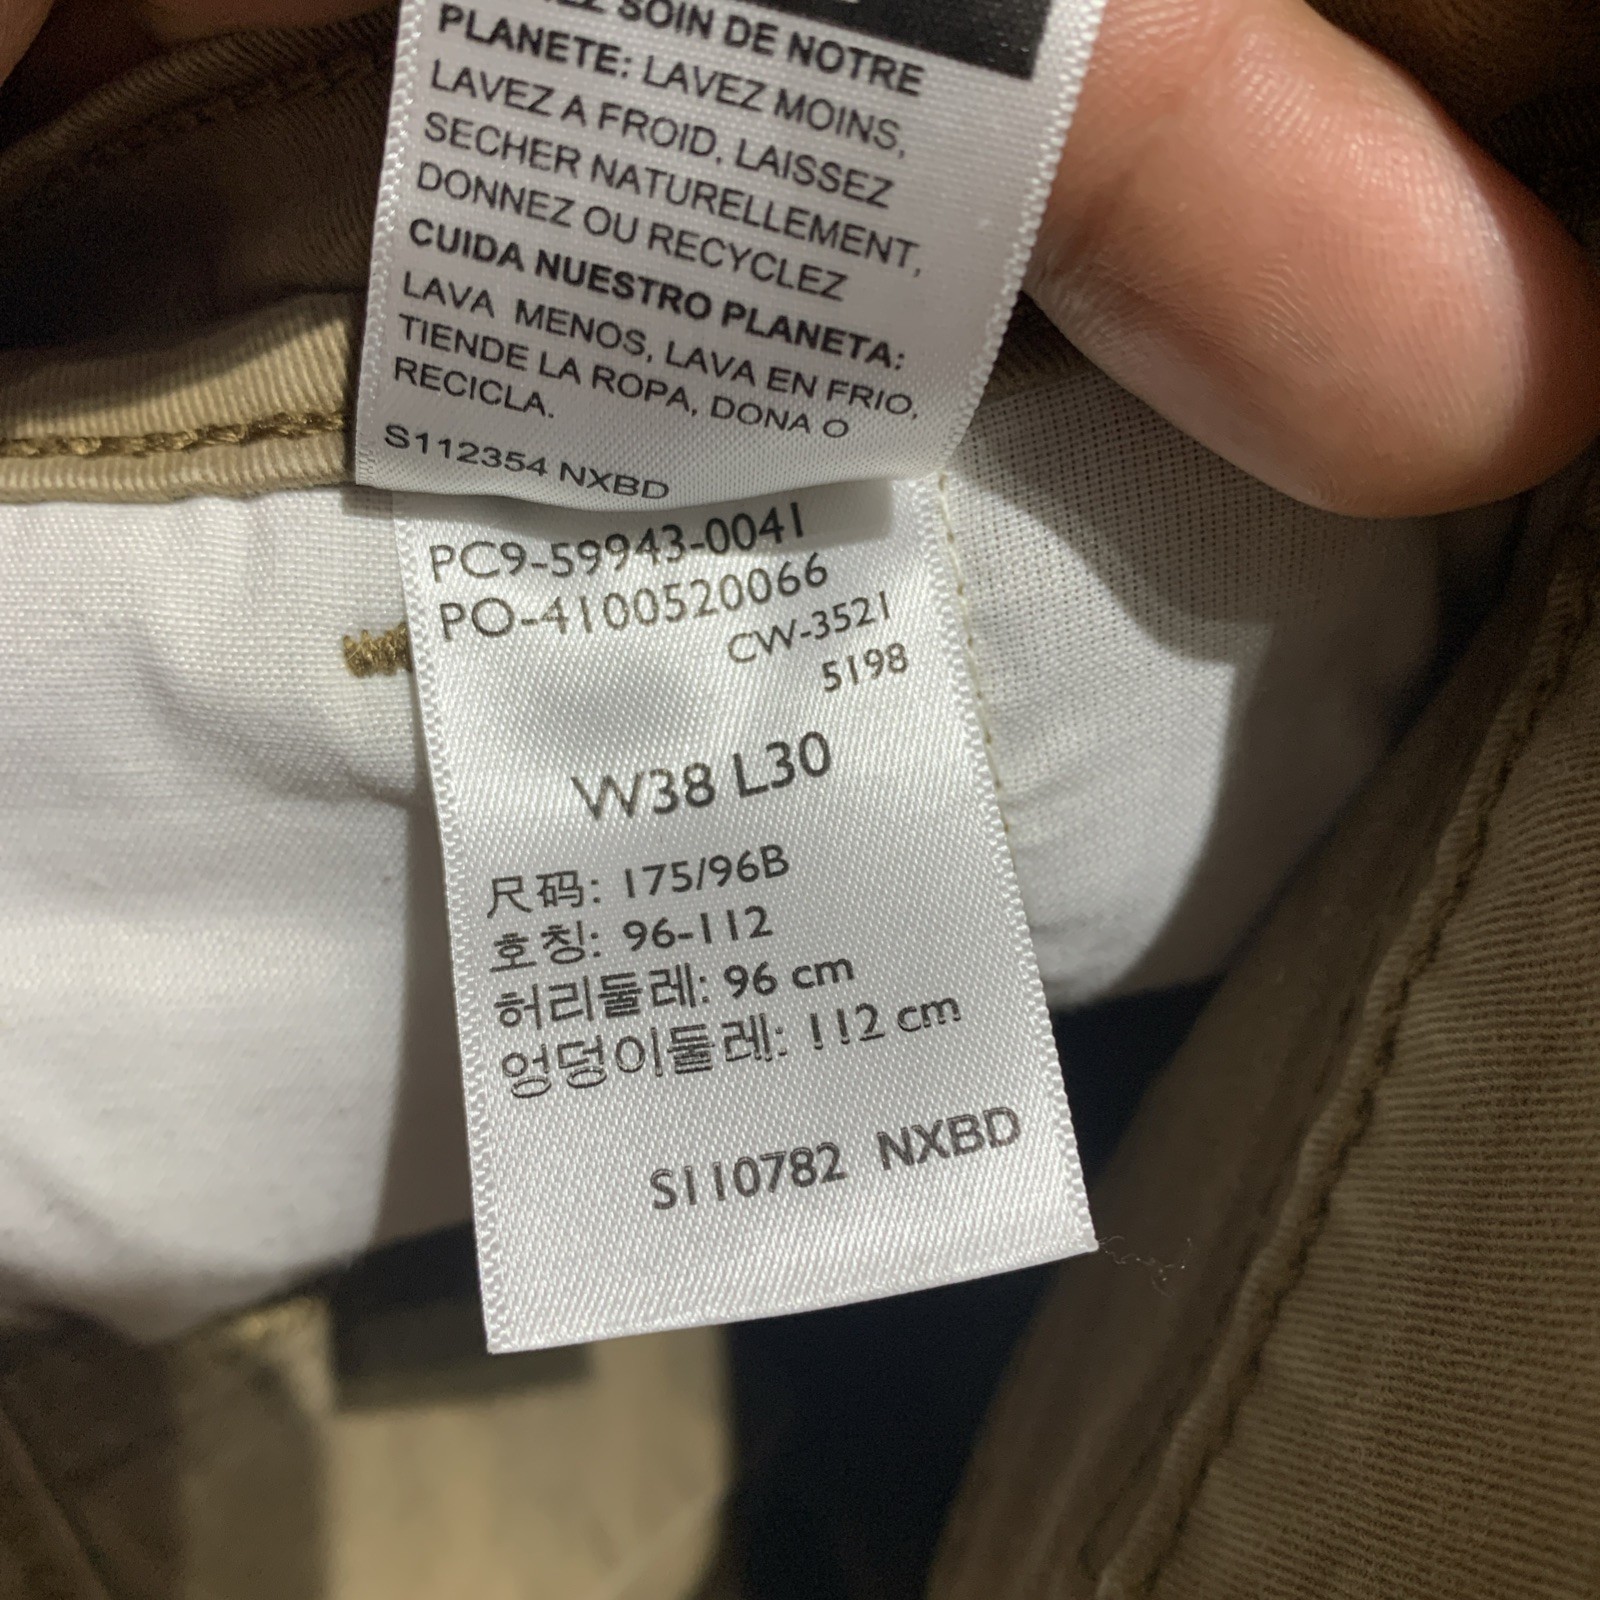 SOIN DE NOTRE
PLANETE: LAVEZ MOINS,
LAVEZ A FROID, LAISSEZ
SECHER NATURELLEMENT,
DONNEZ OU RECYCLEZ
CUIDA NUESTRO PLANETA:
LAVA MENOS, LAVA EN FRIO,
TIENDE LA ROPA, DONA O
RECICLA.
S112354 NXBD
PC9-59943-0041
PO-4100520066
CW-3521
5198
W38 L30
尺码: 175/96B
호칭: 96-112
허리둘레: 96 cm
엉덩이둘레: 112 cm
S110782 NXBD